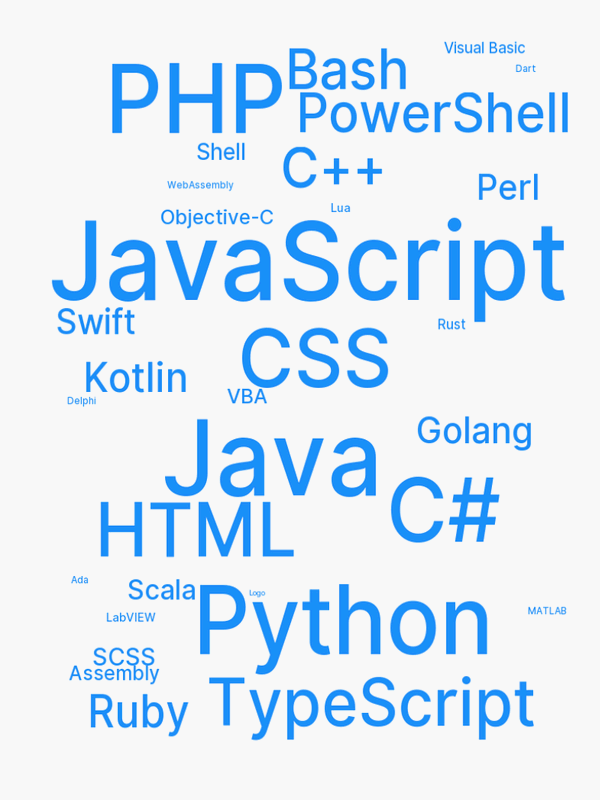 Visual Basic
Bash
Dart
PHP
PowerShell
Shell
C++
WebAssembly
Perl
Objective-C
Lua
JavaScript
Swift
Rust
CSS
Kotlin
VBA
Delphi
Golang
Java
C#
HTML
Ada
Scala
Logo
Python
MATLAB
LabVIEW
SCSS
Assembly
TypeScript
Ruby